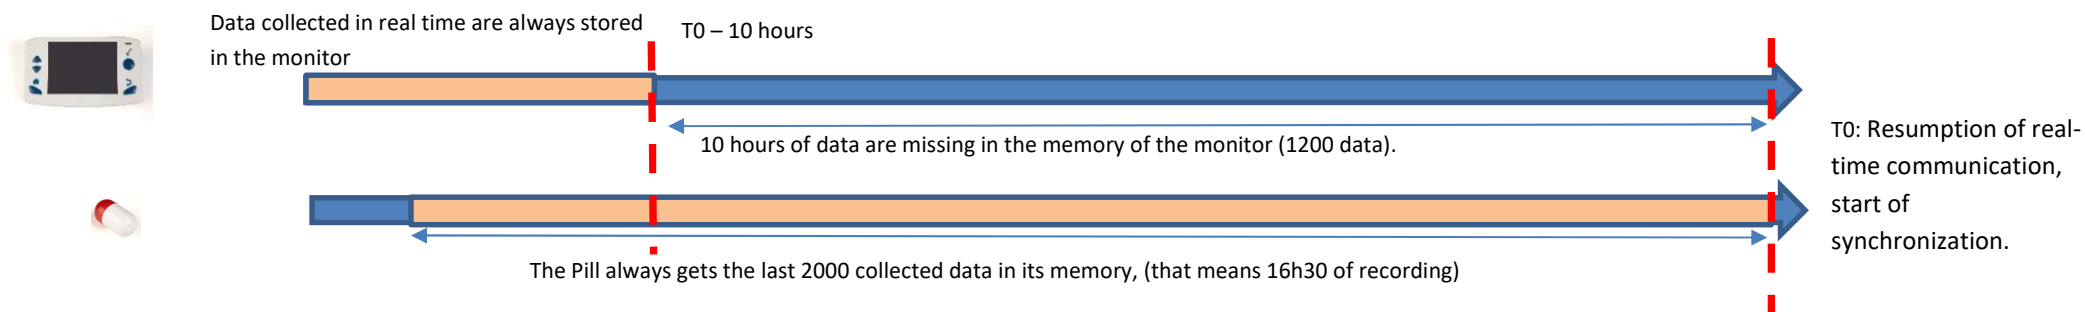 Data collected in real time are always stored
in the monitor
T0 – 10 hours
10 hours of data are missing in the memory of the monitor (1200 data).
T0: Resumption of real-
time communication,
start of
synchronization.
The Pill always gets the last 2000 collected data in its memory, (that means 16h30 of recording)